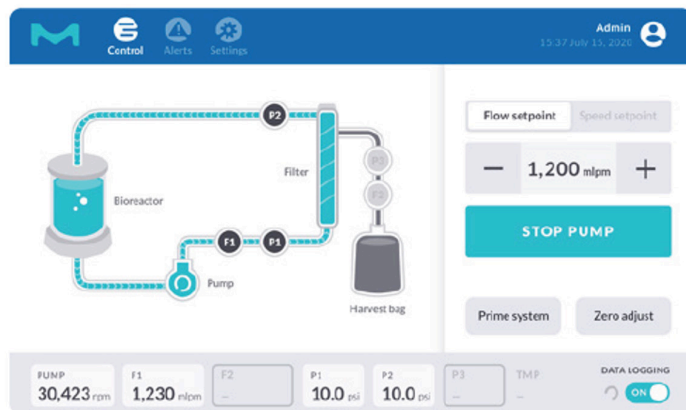 Admin
15:37 July 15, 2020
Control
Alerts
Settings
P2
Filter
P3
F2
Bioreactor
F1
P1
Pump
Harvest bag
Flow setpoint
Speed setpoint
− 1,200 mlpm +
STOP PUMP
Prime system
Zero adjust
PUMP
30,423 rpm
F1
1,230 mlpm
F2
–
P1
10.0 psi
P2
10.0 psi
P3
–
TMP
–
DATA LOGGING
ON